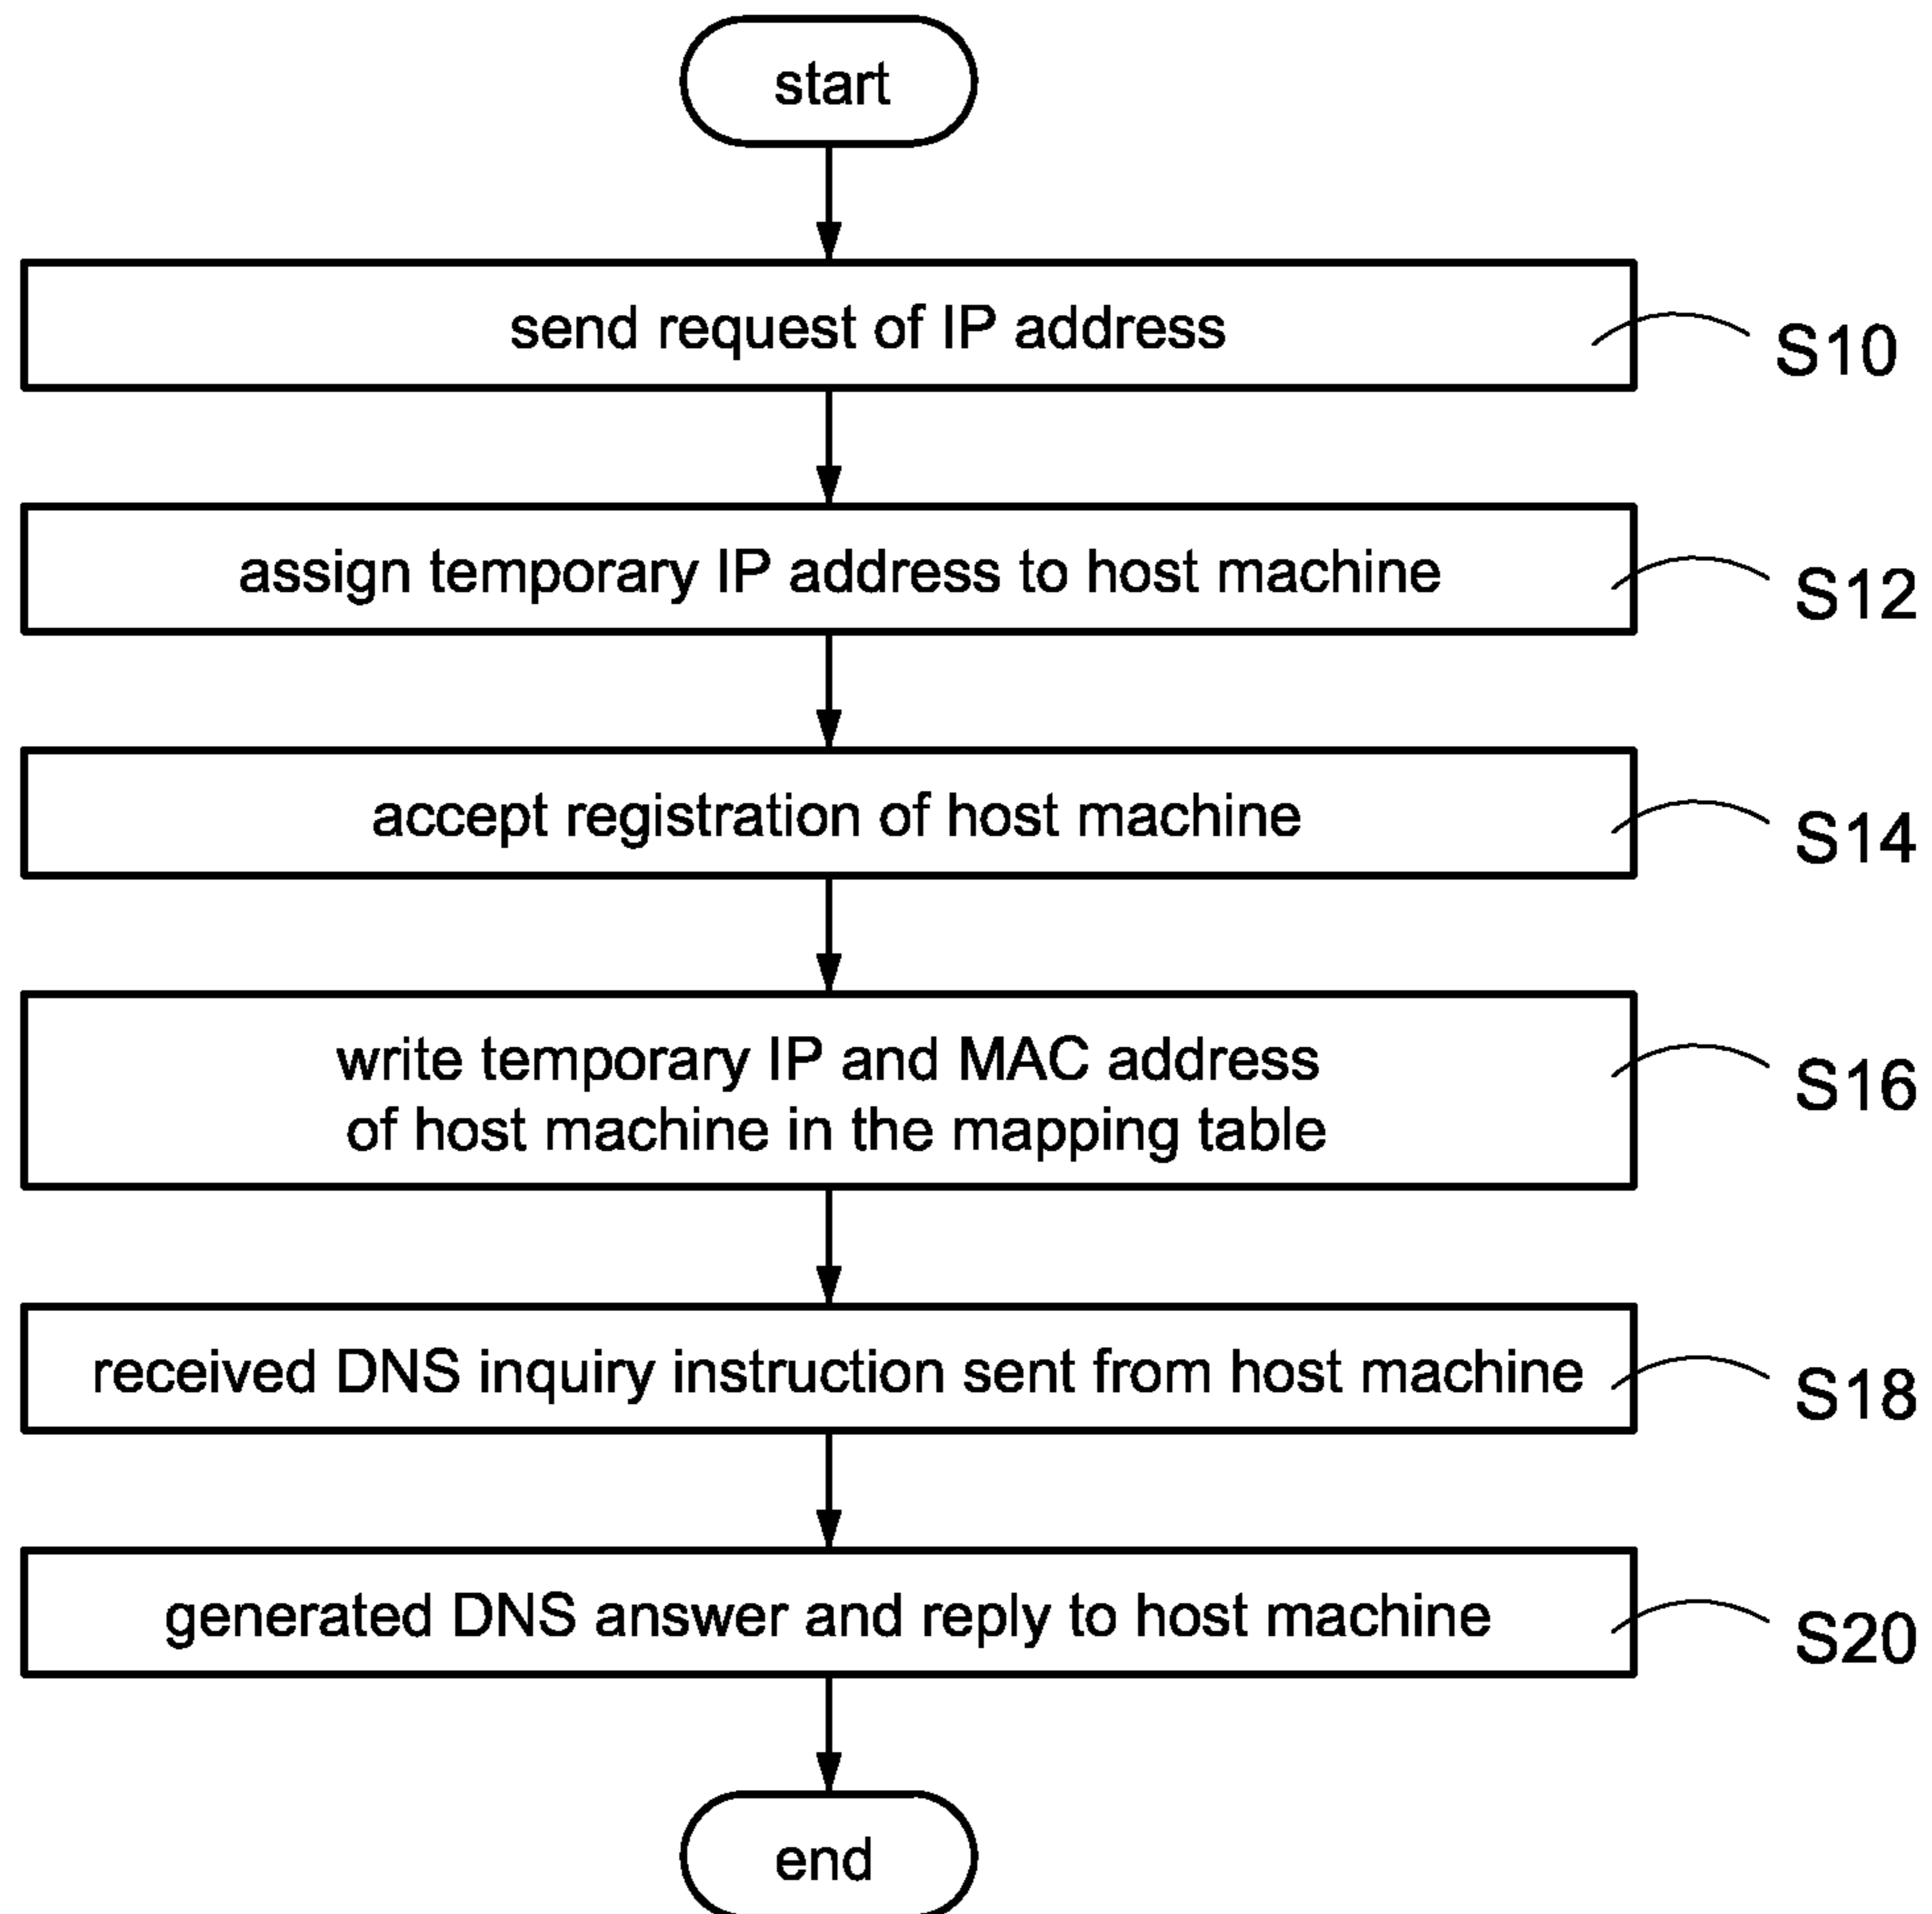 start
send request of IP address
S10
assign temporary IP address to host machine
S12
accept registration of host machine
S14
write temporary IP and MAC address
of host machine in the mapping table
S16
received DNS inquiry instruction sent from host machine
S18
generated DNS answer and reply to host machine
S20
end